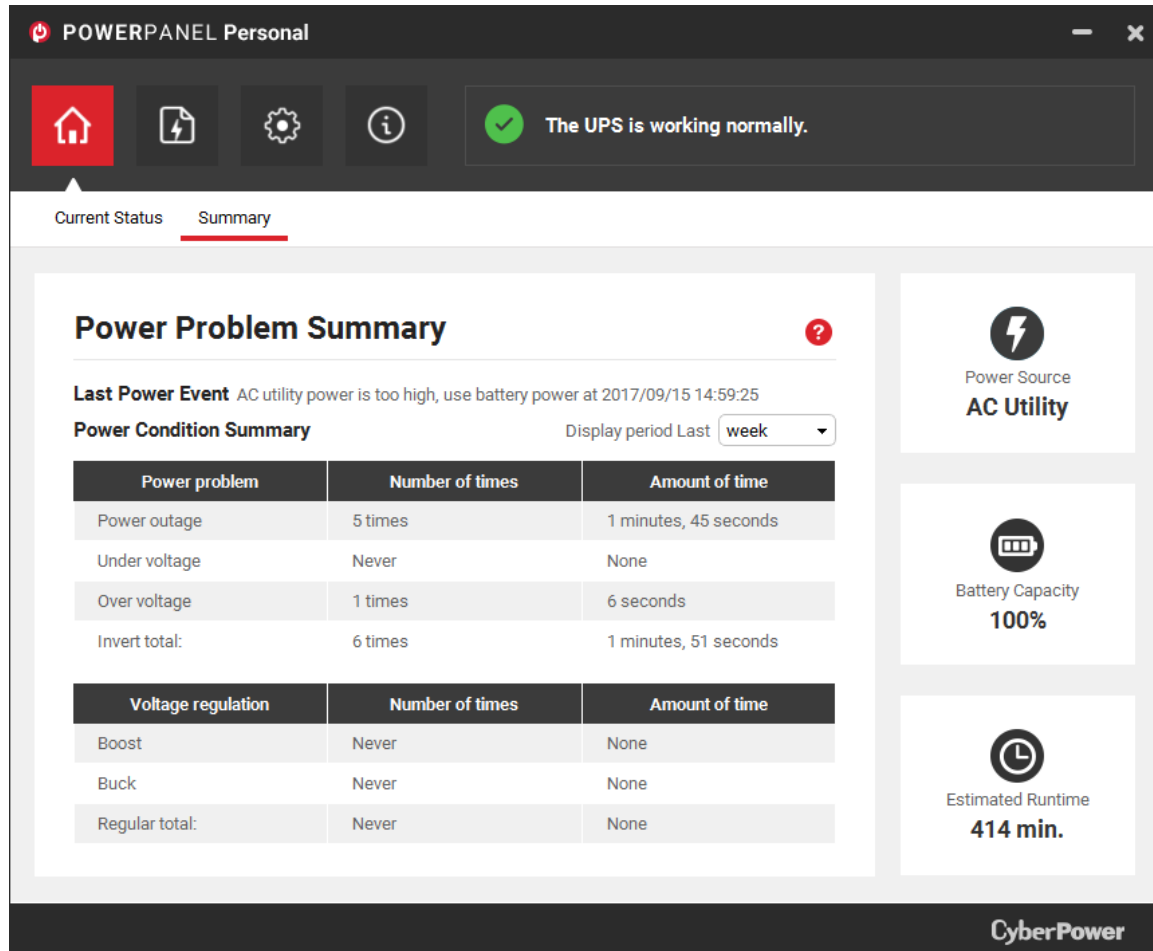 POWERPANEL Personal
The UPS is working normally.
Current Status Summary
Power Problem Summary
?
Last Power Event AC utility power is too high, use battery power at 2017/09/15 14:59:25
Power Condition Summary Display period Last week
Power problem Number of times Amount of time
Power outage 5 times 1 minutes, 45 seconds
Under voltage Never None
Over voltage 1 times 6 seconds
Invert total: 6 times 1 minutes, 51 seconds
Voltage regulation Number of times Amount of time
Boost Never None
Buck Never None
Regular total: Never None
Power Source
AC Utility
Battery Capacity
100%
Estimated Runtime
414 min.
CyberPower